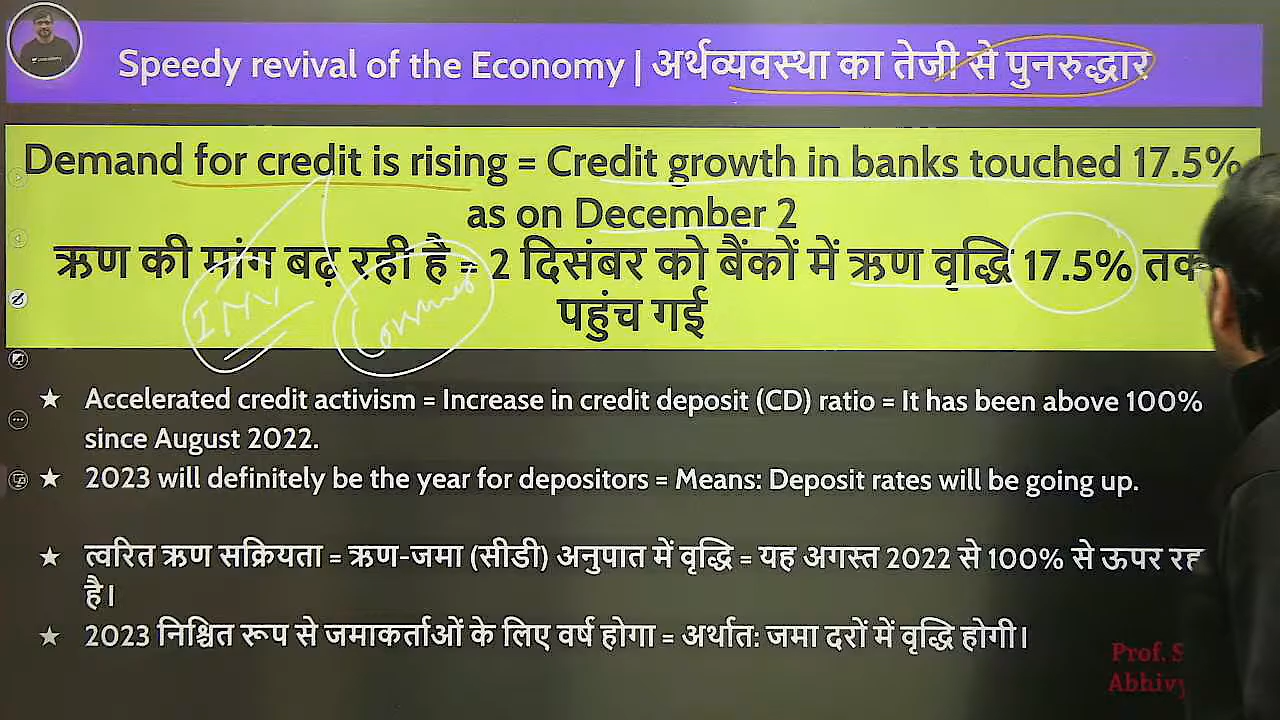 Speedy revival of the Economy | अर्थव्यवस्था का तेजी से पुनरुद्धार
Demand for credit is rising = Credit growth in banks touched 17.5%
as on December 2
ऋण की मांग बढ़ रही है = 2 दिसंबर को बैंकों में ऋण वृद्धि 17.5% तक
पहुंच गई
★ Accelerated credit activism = Increase in credit deposit (CD) ratio = It has been above 100%
since August 2022.
★ 2023 will definitely be the year for depositors = Means: Deposit rates will be going up.
★ त्वरित ऋण सक्रियता = ऋण-जमा (सीडी) अनुपात में वृद्धि = यह अगस्त 2022 से 100% से ऊपर रह
है।
★ 2023 निश्चित रूप से जमाकर्ताओं के लिए वर्ष होगा = अर्थात: जमा दरों में वृद्धि होगी।
Prof. S
Abhivy